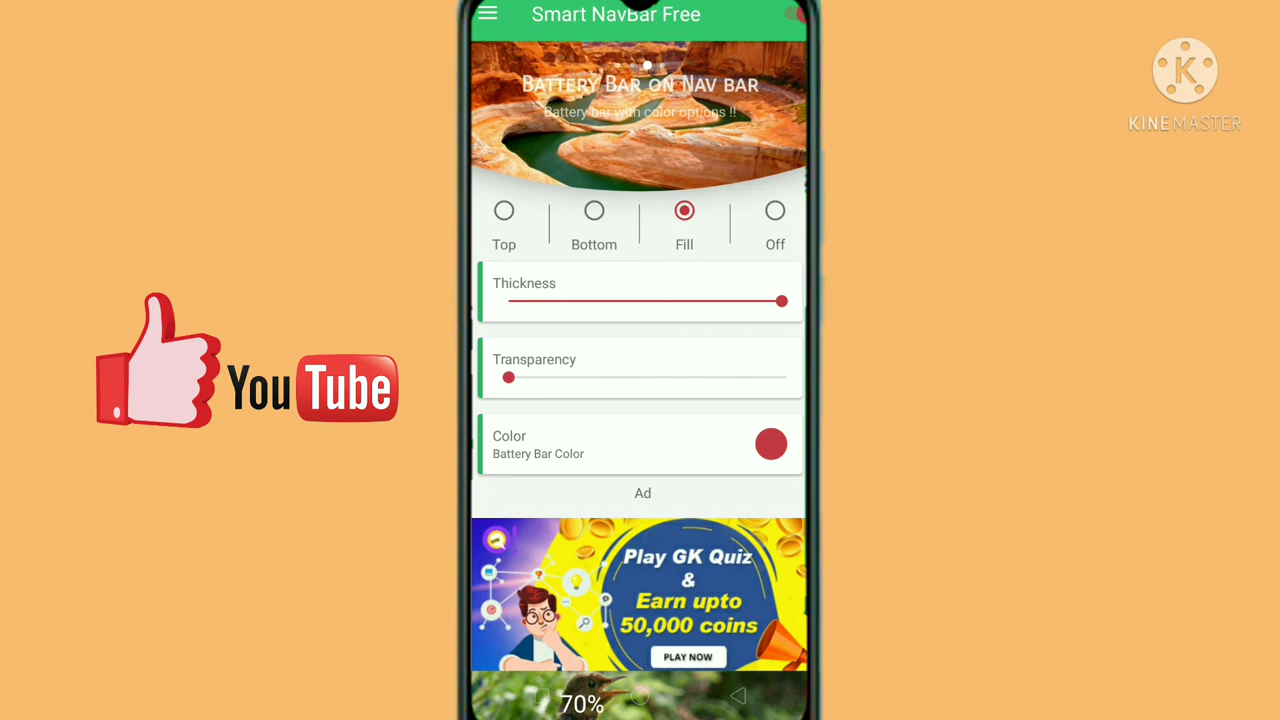 Smart NavBar Free
KINEMASTER
Battery Bar on Nav bar
Battery bar with color options !!
Top
Bottom
Fill
Off
Thickness
Transparency
YouTube
Color
Battery Bar Color
Ad
Play GK Quiz
&
Earn upto
50,000 coins
PLAY NOW
70%